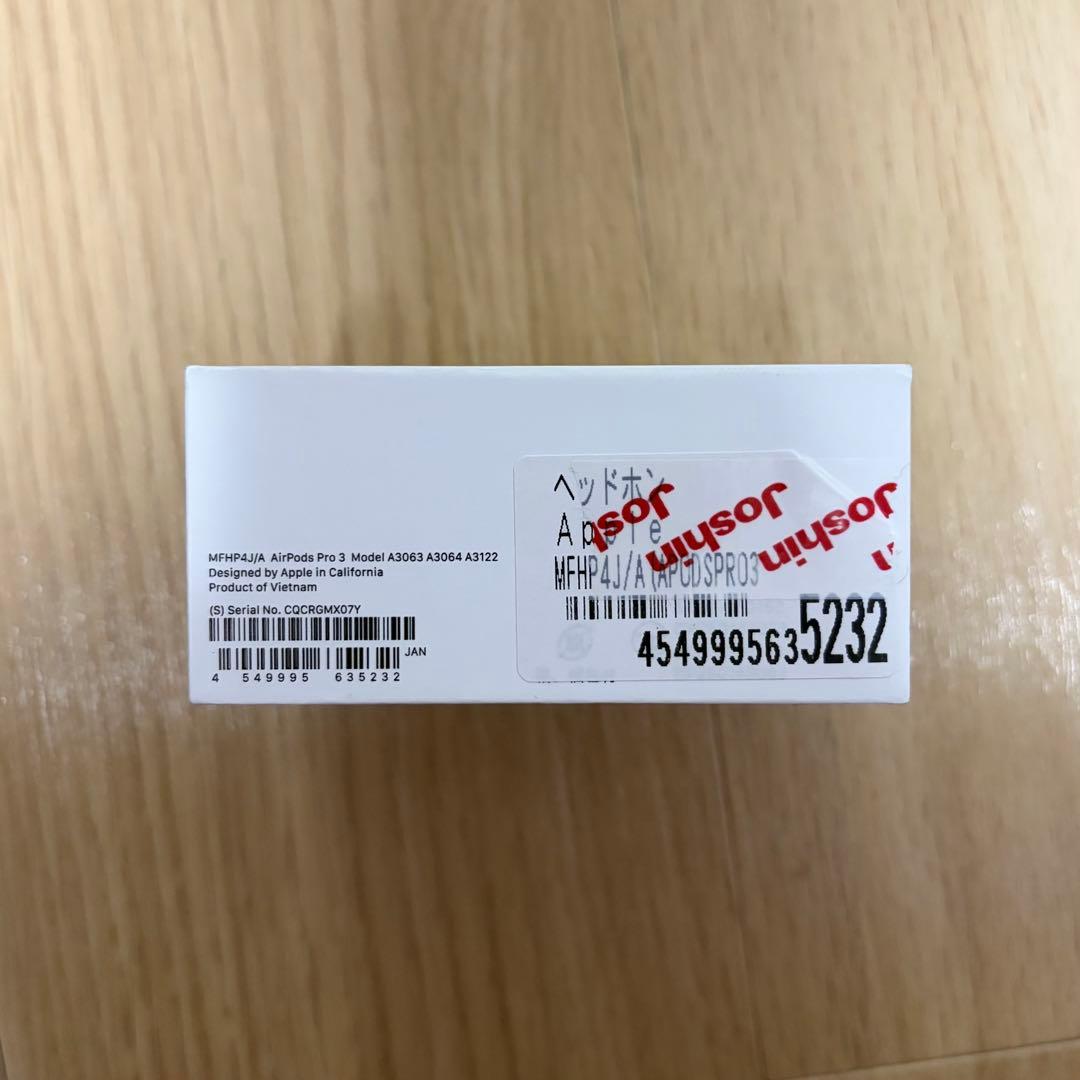 MFHP4J/A AirPods Pro 3 Model A3063 A3064 A3122
Designed by Apple in California
Product of Vietnam
(S) Serial No. CQCRGMX07Y
JAN
4 549995 635232
ヘッドホン
Apple
MFHP4J/A(APODSPRO3
4549995635232
Joshin
Joshin
Joshin